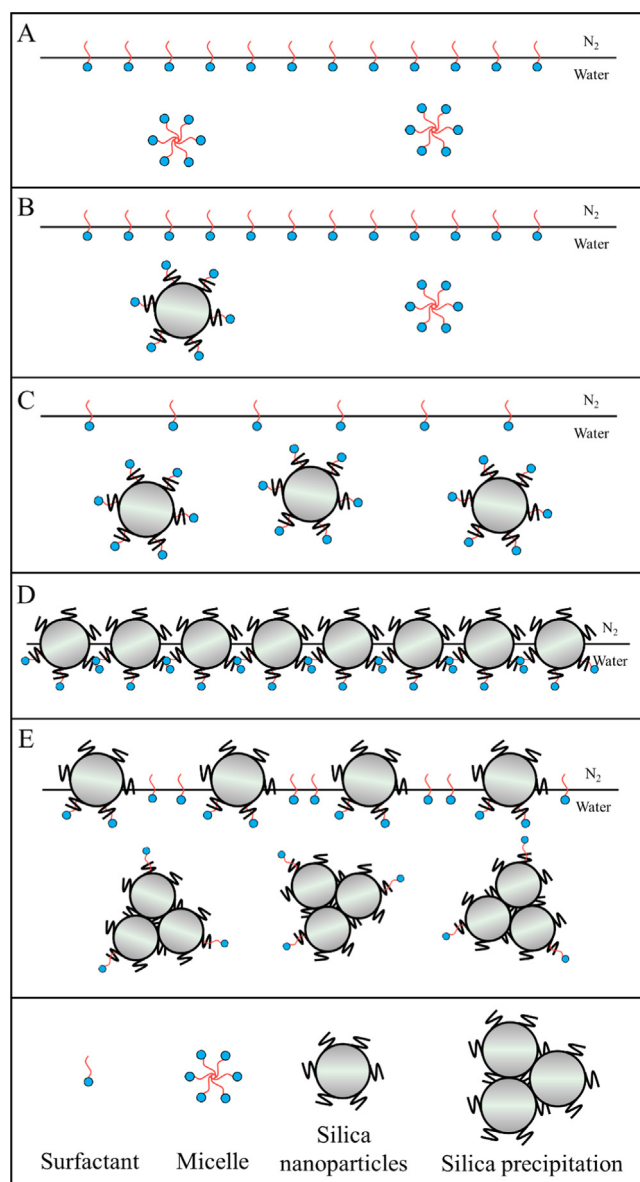 A
N₂
Water
B
N₂
Water
C
N₂
Water
D
N₂
Water
E
N₂
Water
Surfactant
Micelle
Silica
nanoparticles
Silica precipitation